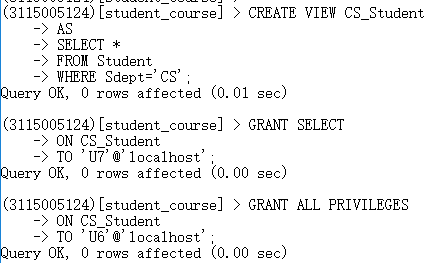 (3115005124)[student_course] > CREATE VIEW CS_Student
-> AS
-> SELECT *
-> FROM Student
-> WHERE Sdept='CS';
Query OK, 0 rows affected (0.01 sec)
(3115005124)[student_course] > GRANT SELECT
-> ON CS_Student
-> TO 'U7'@'localhost';
Query OK, 0 rows affected (0.00 sec)
(3115005124)[student_course] > GRANT ALL PRIVILEGES
-> ON CS_Student
-> TO 'U6'@'localhost';
Query OK, 0 rows affected (0.00 sec)